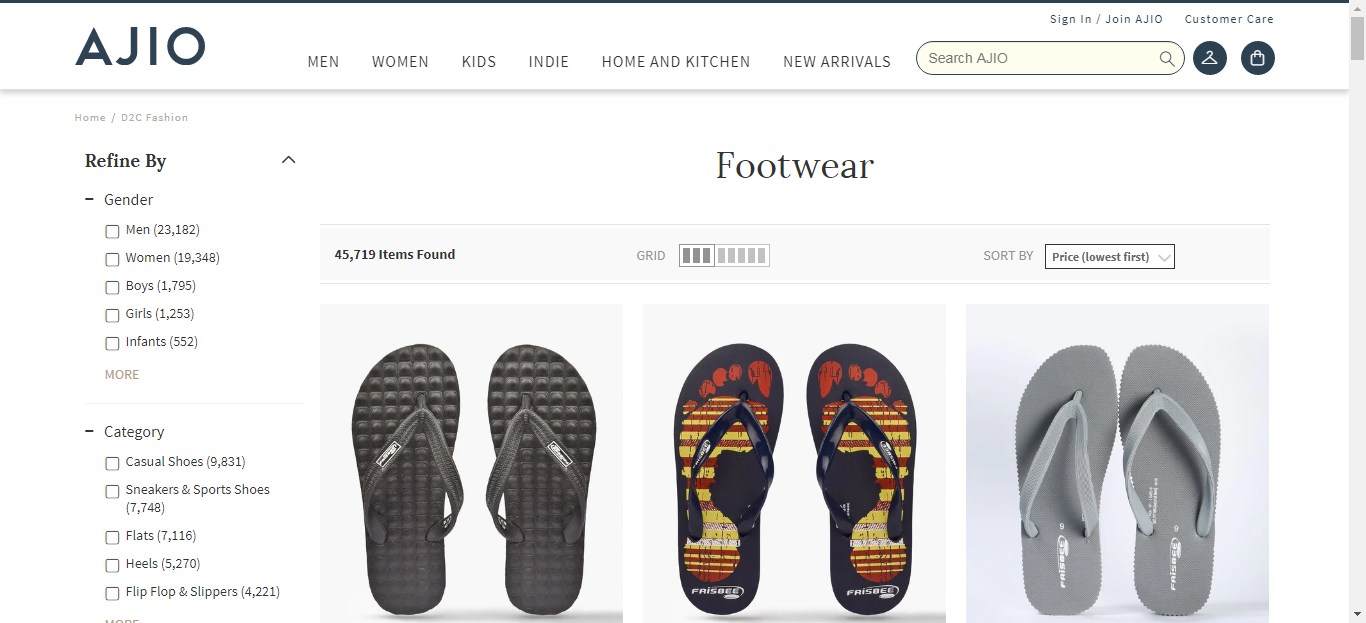 Sign In / Join AJIO Customer Care
AJIO
MEN WOMEN KIDS INDIE HOME AND KITCHEN NEW ARRIVALS
Search AJIO
Home / D2C Fashion
Refine By
Gender
Men (23,182)
Women (19,348)
Boys (1,795)
Girls (1,253)
Infants (552)
MORE
Category
Casual Shoes (9,831)
Sneakers & Sports Shoes
(7,748)
Flats (7,116)
Heels (5,270)
Flip Flop & Slippers (4,221)
MORE
Footwear
45,719 Items Found GRID SORT BY Price (lowest first)
FRISBEE FRISBEE
6 6
FRISBEE FRISBEE